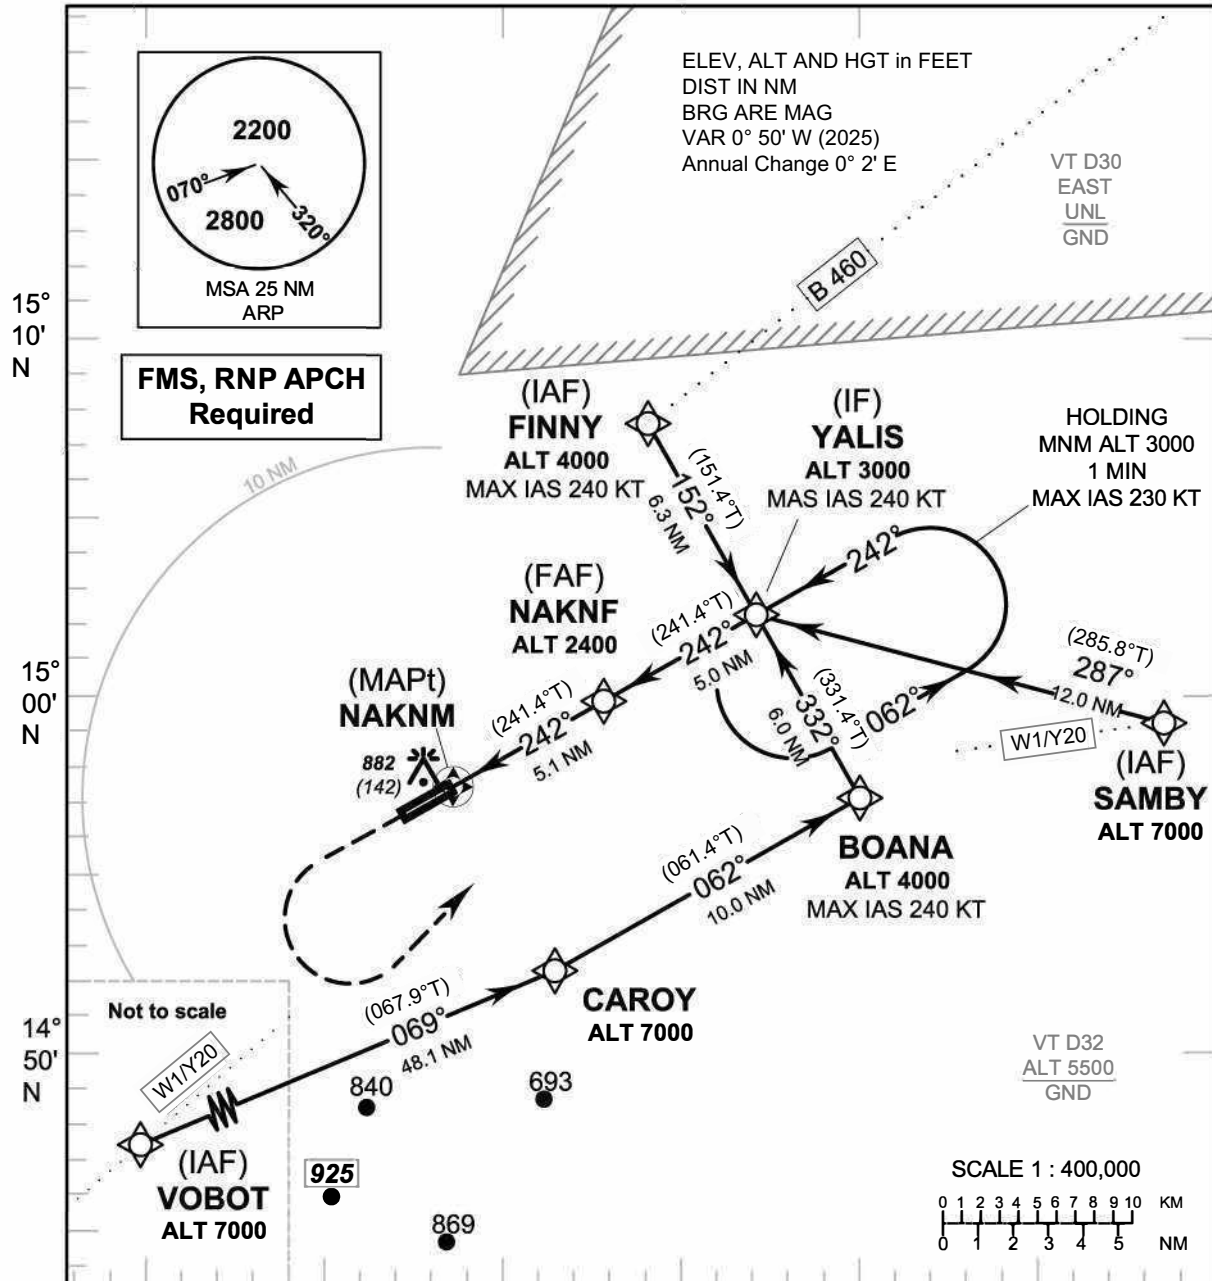 ELEV, ALT AND HGT in FEET
DIST IN NM
BRG ARE MAG
VAR 0° 50' W (2025)
Annual Change 0° 2' E
2200
070°
2800
320°
MSA 25 NM
ARP
VT D30
EAST
UNL
GND
B 460
15°
10'
N
FMS, RNP APCH
Required
(IAF)
FINNY
ALT 4000
MAX IAS 240 KT
(IF)
YALIS
ALT 3000
MAS IAS 240 KT
HOLDING
MNM ALT 3000
1 MIN
MAX IAS 230 KT
10 NM
(151.4°T)
152°
6.3 NM
242°
(FAF)
NAKNF
ALT 2400
(241.4°T)
242°
5.0 NM
(285.8°T)
287°
12.0 NM
15°
00'
N
(MAPt)
NAKNM
882
(142)
(241.4°T)
242°
5.1 NM
(331.4°T)
332°
6.0 NM
062°
W1/Y20
(IAF)
SAMBY
ALT 7000
BOANA
ALT 4000
MAX IAS 240 KT
(061.4°T)
062°
10.0 NM
CAROY
ALT 7000
Not to scale
(067.9°T)
069°
48.1 NM
14°
50'
N
W1/Y20
VT D32
ALT 5500
GND
840
693
(IAF)
VOBOT
ALT 7000
925
869
SCALE 1 : 400,000
0 1 2 3 4 5 6 7 8 9 10 KM
0 1 2 3 4 5 NM